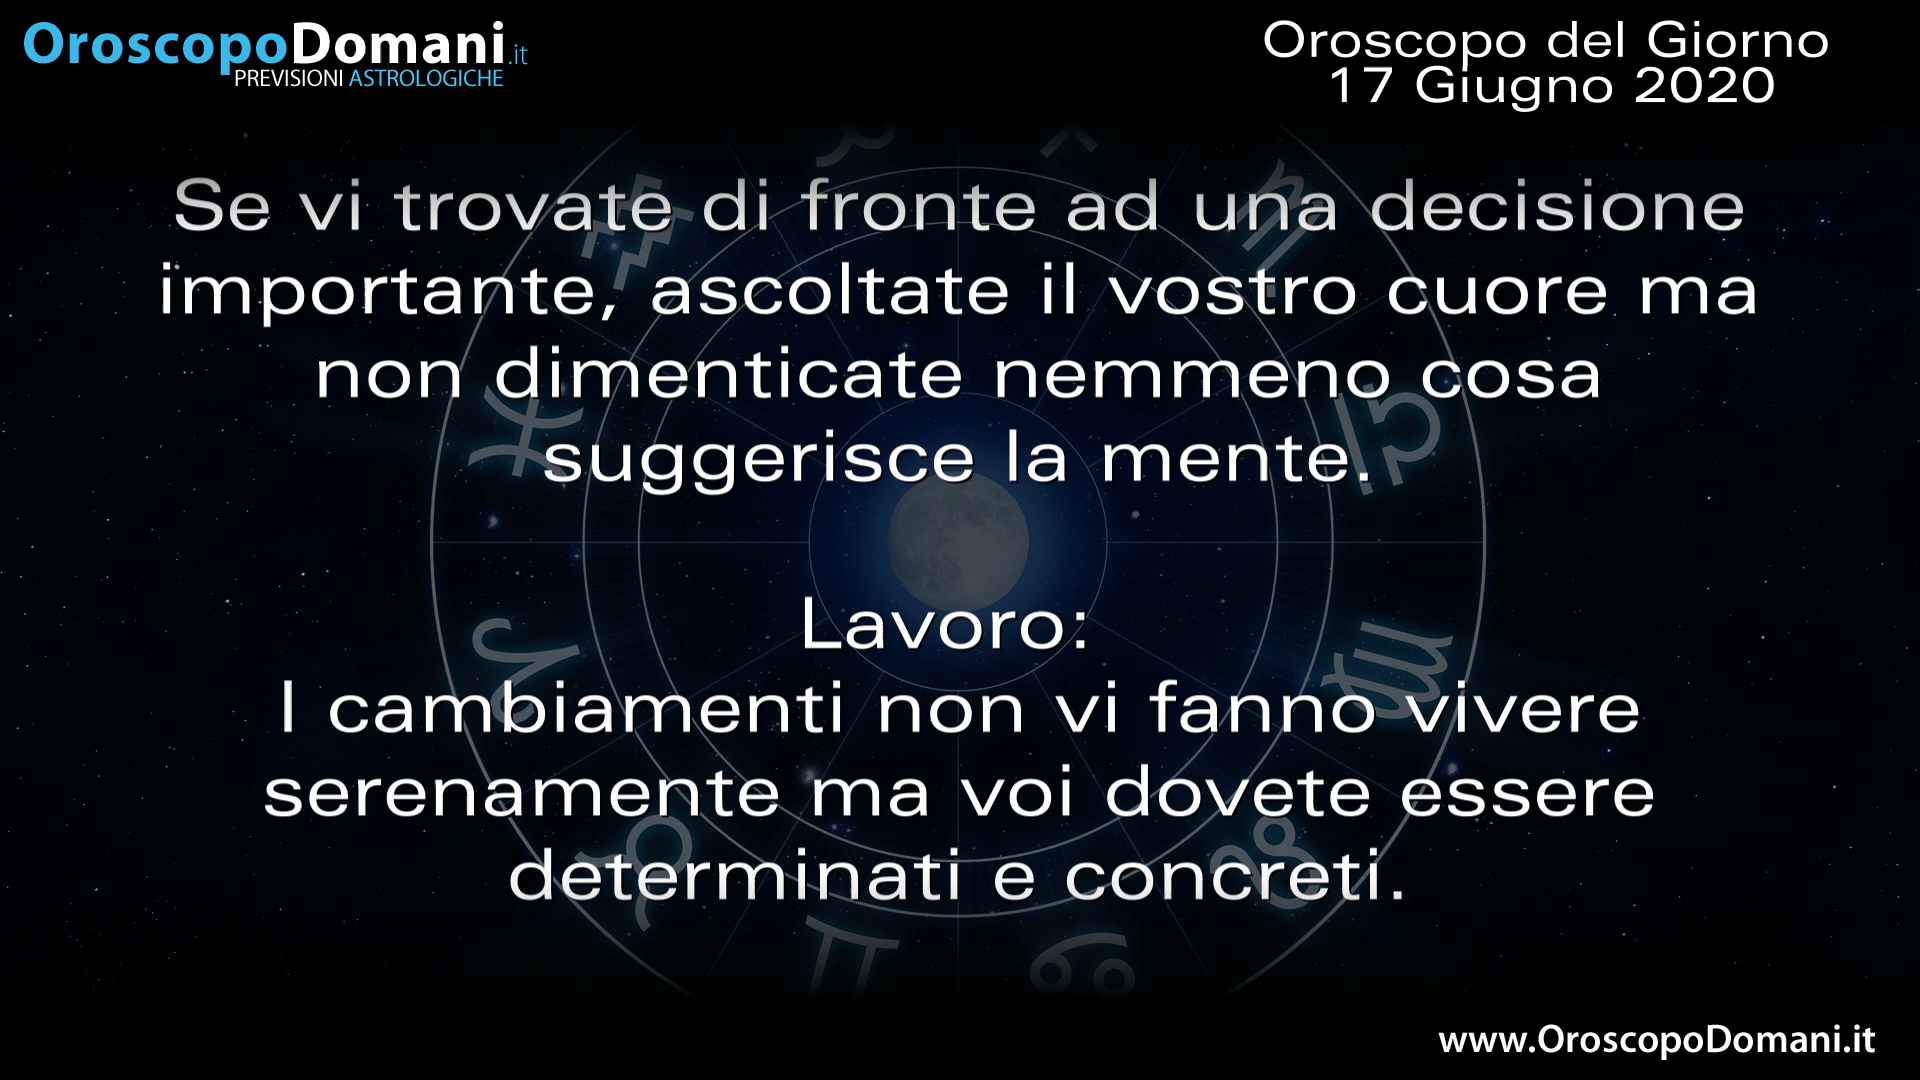 OroscopoDomani.it
PREVISIONI ASTROLOGICHE
Oroscopo del Giorno
17 Giugno 2020
Se vi trovate di fronte ad una decisione
importante, ascoltate il vostro cuore ma
non dimenticate nemmeno cosa
suggerisce la mente.
Lavoro:
I cambiamenti non vi fanno vivere
serenamente ma voi dovete essere
determinati e concreti.
www.OroscopoDomani.it